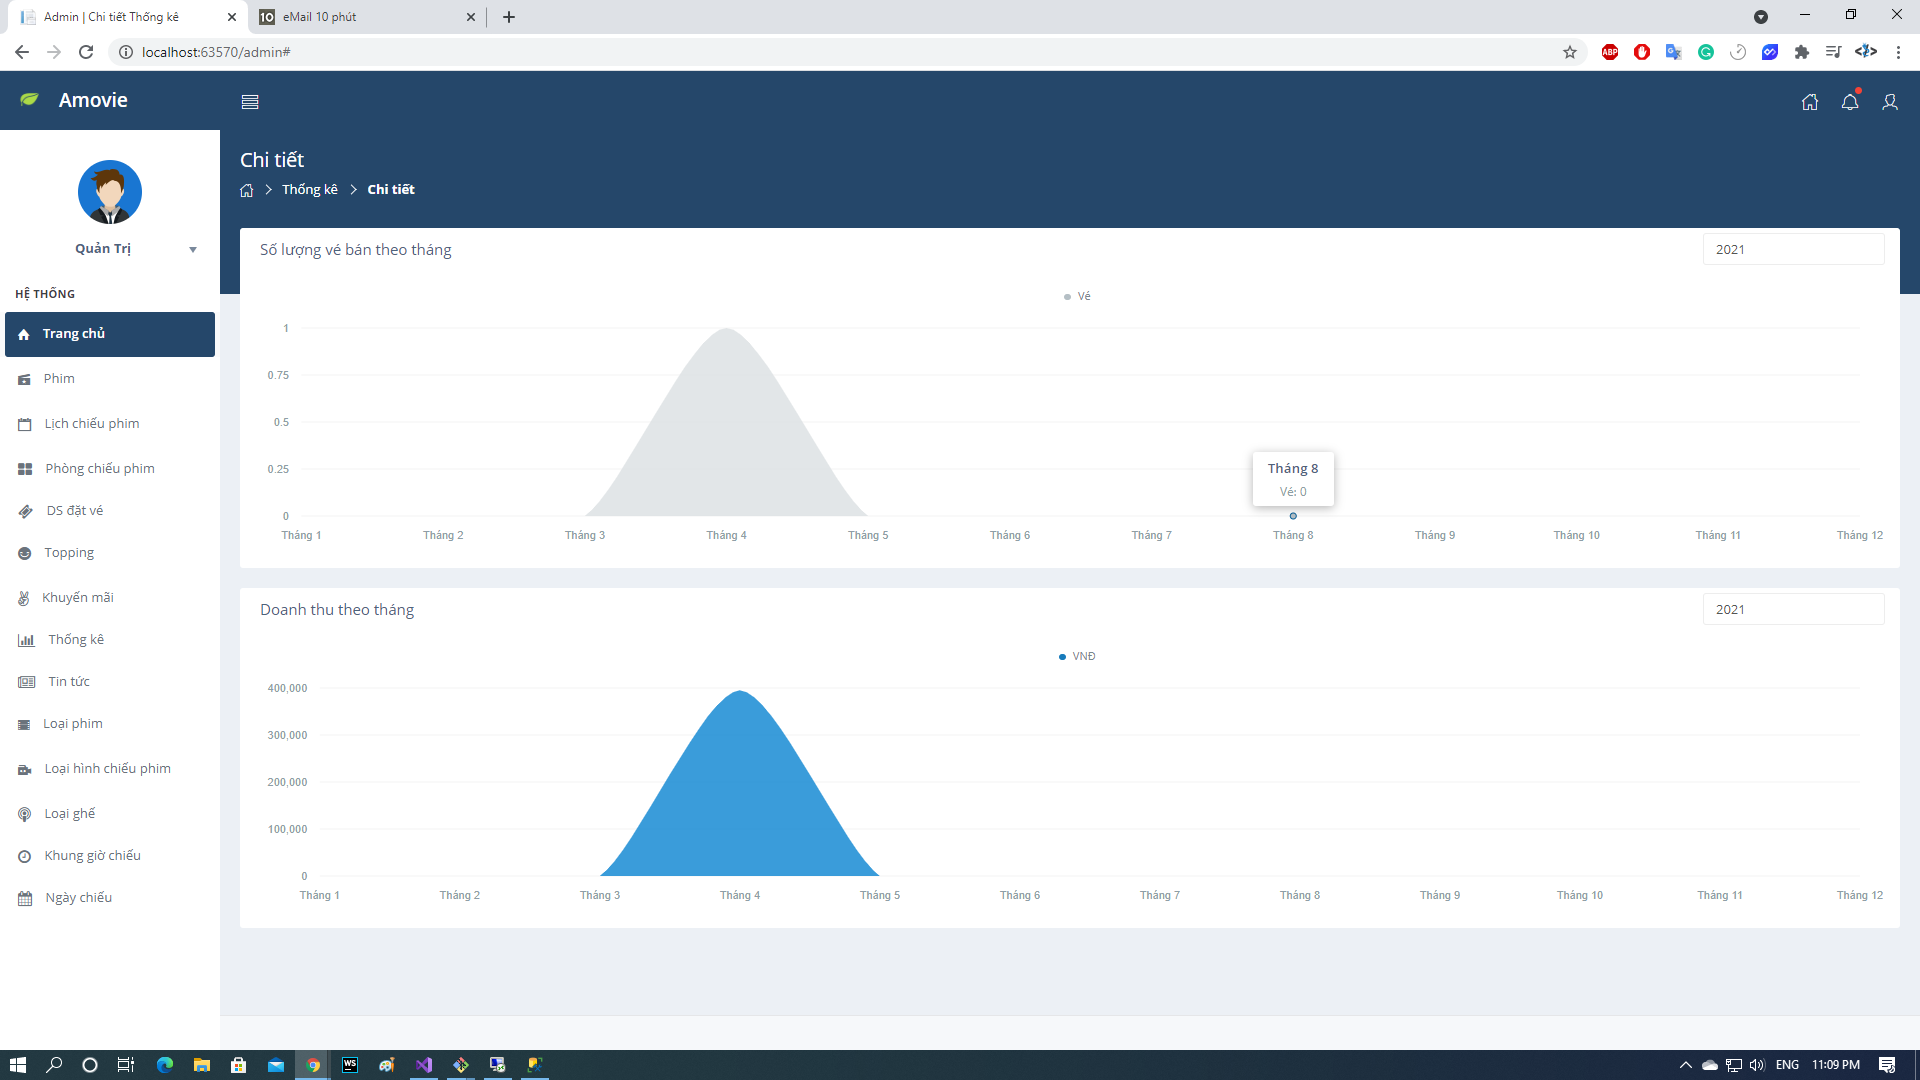 Admin | Chi tiết Thống kê
10 eMail 10 phút
localhost:63570/admin#
ABP
Amovie
Chi tiết
Thống kê
Chi tiết
Quản Trị
HỆ THỐNG
Trang chủ
Phim
Lịch chiếu phim
Phòng chiếu phim
DS đặt vé
Topping
Khuyến mãi
Thống kê
Tin tức
Loại phim
Loại hình chiếu phim
Loại ghế
Khung giờ chiếu
Ngày chiếu
Số lượng vé bán theo tháng
2021
Vé
1
0.75
0.5
0.25
0
Tháng 8
Vé: 0
Tháng 1 Tháng 2 Tháng 3 Tháng 4 Tháng 5 Tháng 6 Tháng 7 Tháng 8 Tháng 9 Tháng 10 Tháng 11 Tháng 12
Doanh thu theo tháng
2021
VNĐ
400,000
300,000
200,000
100,000
0
Tháng 1 Tháng 2 Tháng 3 Tháng 4 Tháng 5 Tháng 6 Tháng 7 Tháng 8 Tháng 9 Tháng 10 Tháng 11 Tháng 12
WS
ENG
11:09 PM